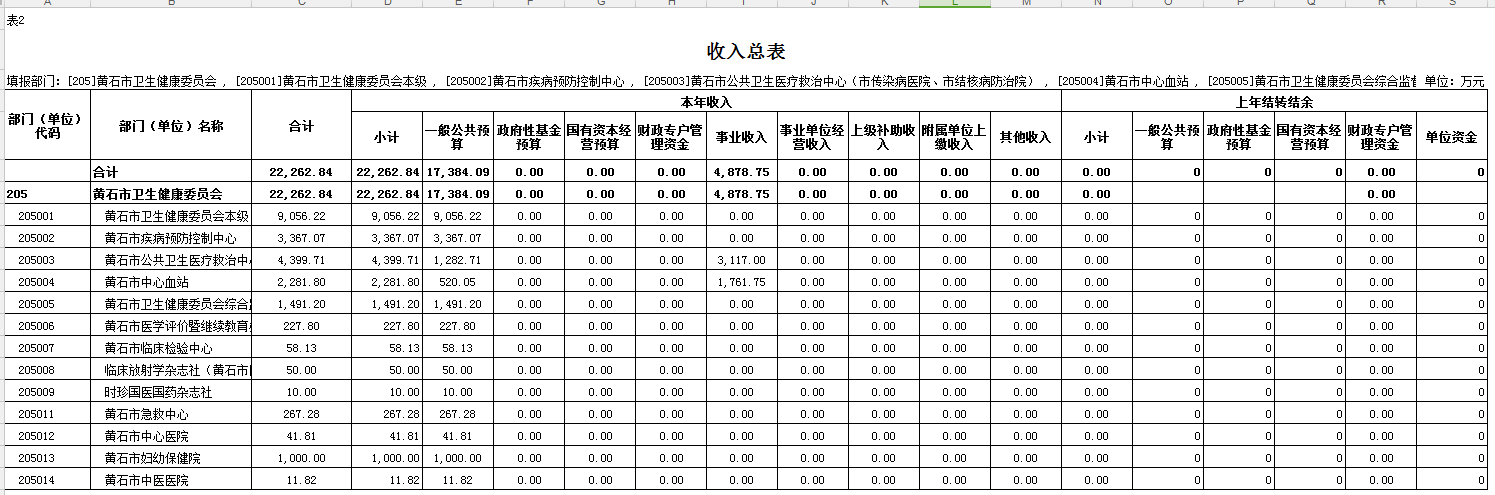 A B C D E F G H I J K L M N O P Q R S
表2
收入总表
填报部门：[205]黄石市卫生健康委员会 , [205001]黄石市卫生健康委员会本级 , [205002]黄石市疾病预防控制中心 , [205003]黄石市公共卫生医疗救治中心（市传染病医院、市结核病防治院） , [205004]黄石市中心血站 , [205005]黄石市卫生健康委员会综合监督 单位：万元
部门（单位）代码 部门（单位）名称 合计 本年收入 上年结转结余
小计 一般公共预算 政府性基金预算 国有资本经营预算 财政专户管理资金 事业收入 事业单位经营收入 上级补助收入 附属单位上缴收入 其他收入 小计 一般公共预算 政府性基金预算 国有资本经营预算 财政专户管理资金 单位资金
合计 22,262.84 22,262.84 17,384.09 0.00 0.00 0.00 4,878.75 0.00 0.00 0.00 0.00 0.00 0 0 0 0.00 0
205 黄石市卫生健康委员会 22,262.84 22,262.84 17,384.09 0.00 0.00 0.00 4,878.75 0.00 0.00 0.00 0.00 0.00 0.00
205001 黄石市卫生健康委员会本级 9,056.22 9,056.22 9,056.22 0.00 0.00 0.00 0.00 0.00 0.00 0.00 0.00 0.00 0 0 0 0.00 0
205002 黄石市疾病预防控制中心 3,367.07 3,367.07 3,367.07 0.00 0.00 0.00 0.00 0.00 0.00 0.00 0.00 0.00 0 0 0 0.00 0
205003 黄石市公共卫生医疗救治中 4,399.71 4,399.71 1,282.71 0.00 0.00 0.00 3,117.00 0.00 0.00 0.00 0.00 0.00 0 0 0 0.00 0
205004 黄石市中心血站 2,281.80 2,281.80 520.05 0.00 0.00 0.00 1,761.75 0.00 0.00 0.00 0.00 0.00 0 0 0 0.00 0
205005 黄石市卫生健康委员会综合 1,491.20 1,491.20 1,491.20 0.00 0.00 0.00 0.00 0.00 0.00 0.00 0.00 0.00 0 0 0 0.00 0
205006 黄石市医学评价暨继续教育 227.80 227.80 227.80 0.00 0.00 0.00 0.00 0.00 0.00 0.00 0.00 0.00 0 0 0 0.00 0
205007 黄石市临床检验中心 58.13 58.13 58.13 0.00 0.00 0.00 0.00 0.00 0.00 0.00 0.00 0.00 0 0 0 0.00 0
205008 临床放射学杂志社（黄石市 50.00 50.00 50.00 0.00 0.00 0.00 0.00 0.00 0.00 0.00 0.00 0.00 0 0 0 0.00 0
205009 时珍国医国药杂志社 10.00 10.00 10.00 0.00 0.00 0.00 0.00 0.00 0.00 0.00 0.00 0.00 0 0 0 0.00 0
205011 黄石市急救中心 267.28 267.28 267.28 0.00 0.00 0.00 0.00 0.00 0.00 0.00 0.00 0.00 0 0 0 0.00 0
205012 黄石市中心医院 41.81 41.81 41.81 0.00 0.00 0.00 0.00 0.00 0.00 0.00 0.00 0.00 0 0 0 0.00 0
205013 黄石市妇幼保健院 1,000.00 1,000.00 1,000.00 0.00 0.00 0.00 0.00 0.00 0.00 0.00 0.00 0.00 0 0 0 0.00 0
205014 黄石市中医医院 11.82 11.82 11.82 0.00 0.00 0.00 0.00 0.00 0.00 0.00 0.00 0.00 0 0 0 0.00 0